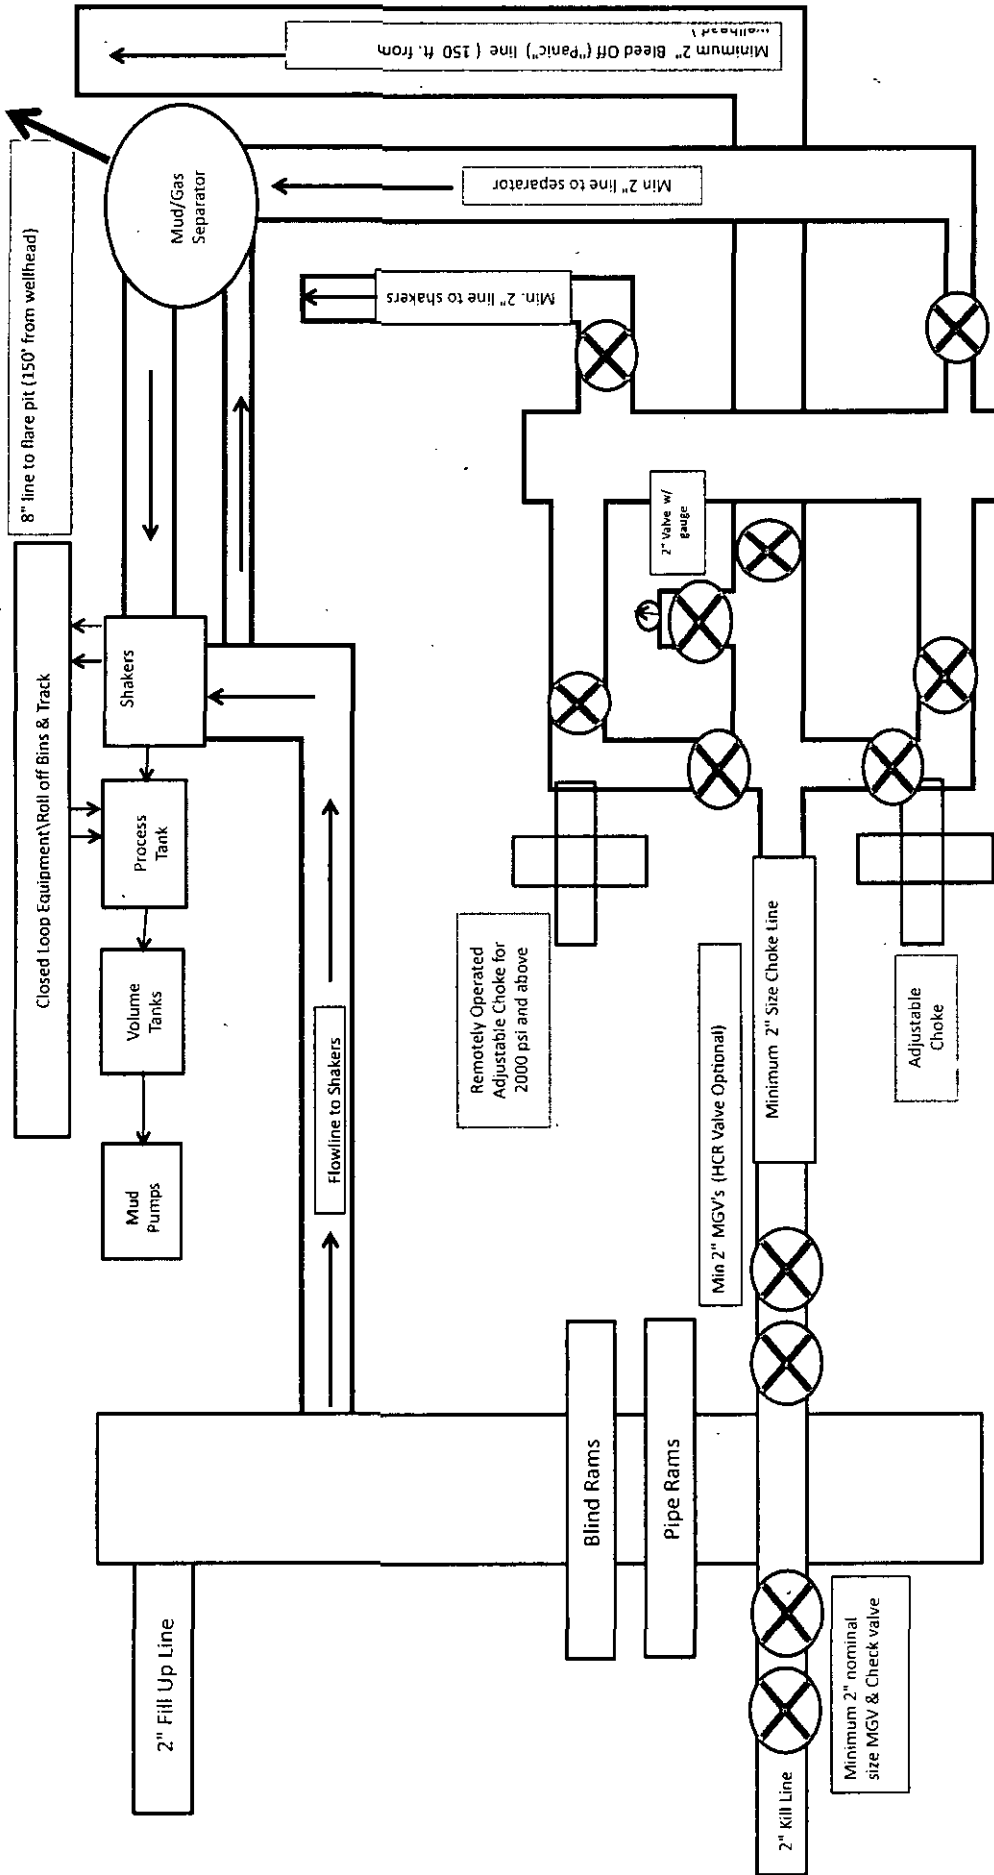 8" line to flare pit (150' from wellhead)
Closed Loop Equipment\Roll off Bins & Track
Mud/Gas
Separator
Shakers
Process
Tank
Volume
Tanks
Mud
Pumps
Minimum 2" Bleed Off ("Panic") line ( 150 ft. from
wellhead)
Min 2" line to separator
Min. 2" line to shakers
2" Valve w/
gauge
Flowline to Shakers
Remotely Operated
Adjustable Choke for
2000 psi and above
Min 2" MGV's (HCR Valve Optional)
Minimum 2" Size Choke Line
Adjustable
Choke
Blind Rams
Pipe Rams
2" Fill Up Line
2" Kill Line
Minimum 2" nominal
size MGV & Check valve